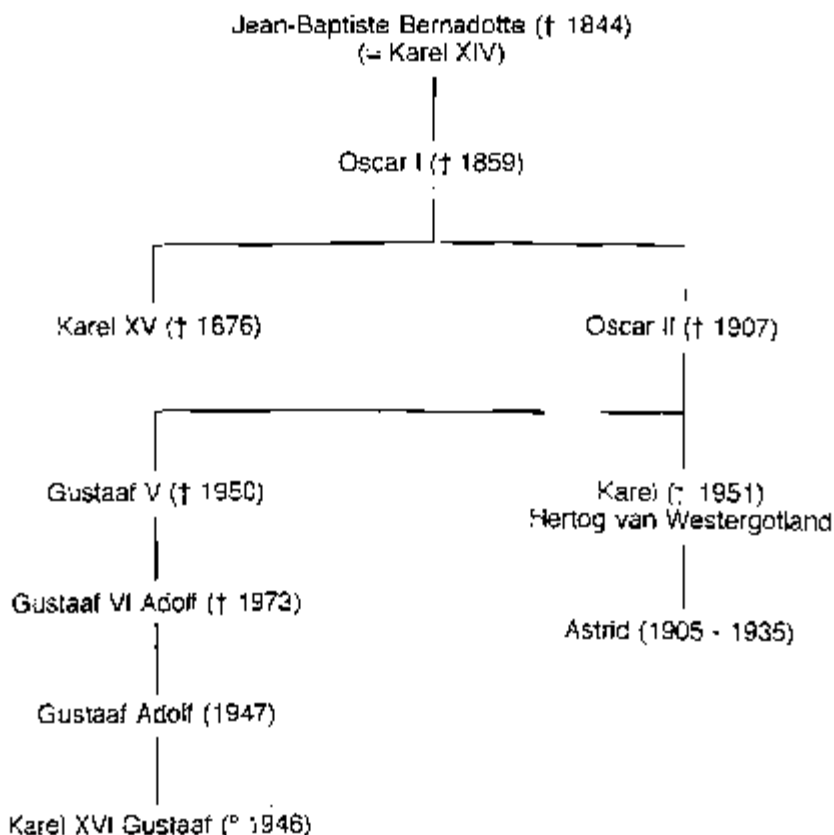 Jean-Baptiste Bernadotte († 1844)
(= Karel XIV)
Oscar I († 1859)
Karel XV († 1876)
Oscar II († 1907)
Gustaaf V († 1950)
Karel († 1951)
Hertog van Westergotland
Gustaaf VI Adolf († 1973)
Astrid (1905 - 1935)
Gustaaf Adolf (1947)
Karel XVI Gustaaf (° 1946)